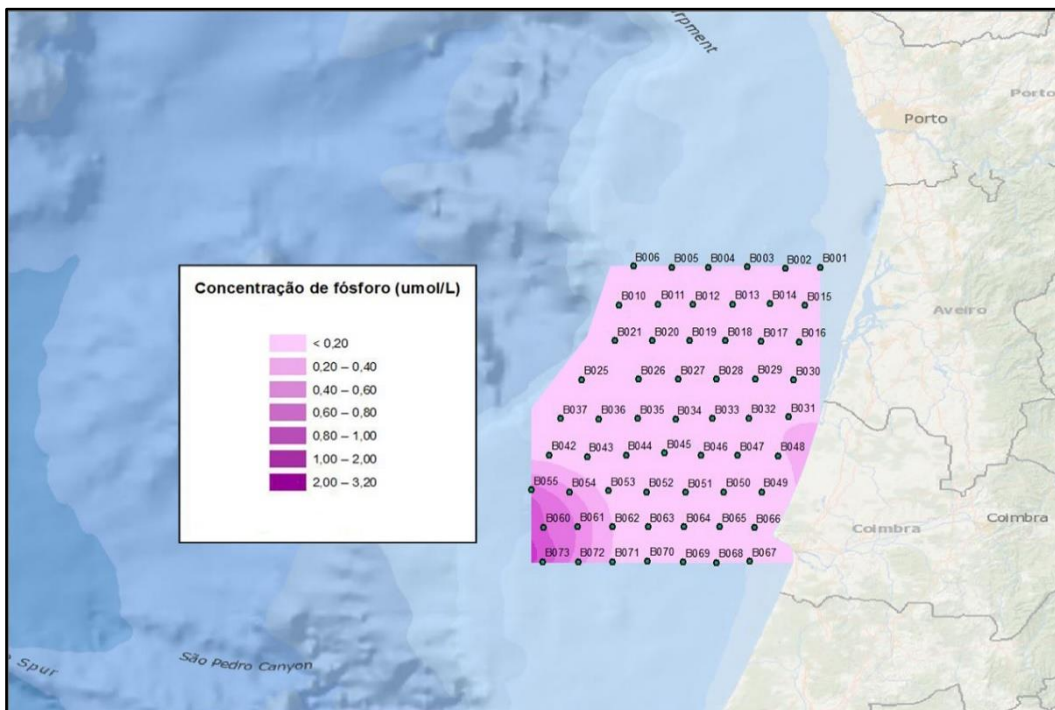 rpment
Porto
Porto
B006 B005 B004 B003 B002 B001
Concentração de fósforo (umol/L)
< 0,20
0,20 – 0,40
0,40 – 0,60
0,60 – 0,80
0,80 – 1,00
1,00 – 2,00
2,00 – 3,20
B010 B011 B012 B013 B014 B015
Aveiro
B021 B020 B019 B018 B017 B016
B025 B026 B027 B028 B029 B030
B037 B036 B035 B034 B033 B032 B031
B042 B043 B044 B045 B046 B047 B048
B055 B054 B053 B052 B051 B050 B049
B060 B061 B062 B063 B064 B065 B066
Coimbra
Coimbra
B073 B072 B071 B070 B069 B068 B067
Spur
São Pedro Canyon